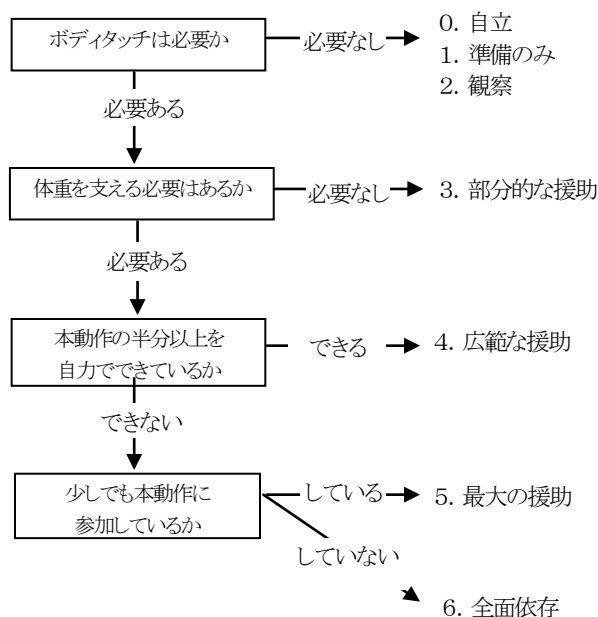 ボディタッチは必要か
必要なし
0. 自立
1. 準備のみ
2. 観察
必要ある
体重を支える必要はあるか
必要なし
3. 部分的な援助
必要ある
本動作の半分以上を
自力でできているか
できる
4. 広範な援助
できない
少しでも本動作に
参加しているか
している
5. 最大の援助
していない
6. 全面依存